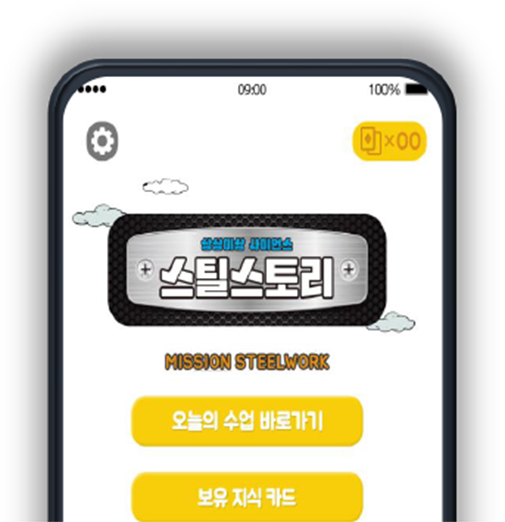 09:00
100%
×00
상상이상 사이언스
스틸스토리
MISSION STEELWORK
오늘의 수업 바로가기
보유 지식 카드